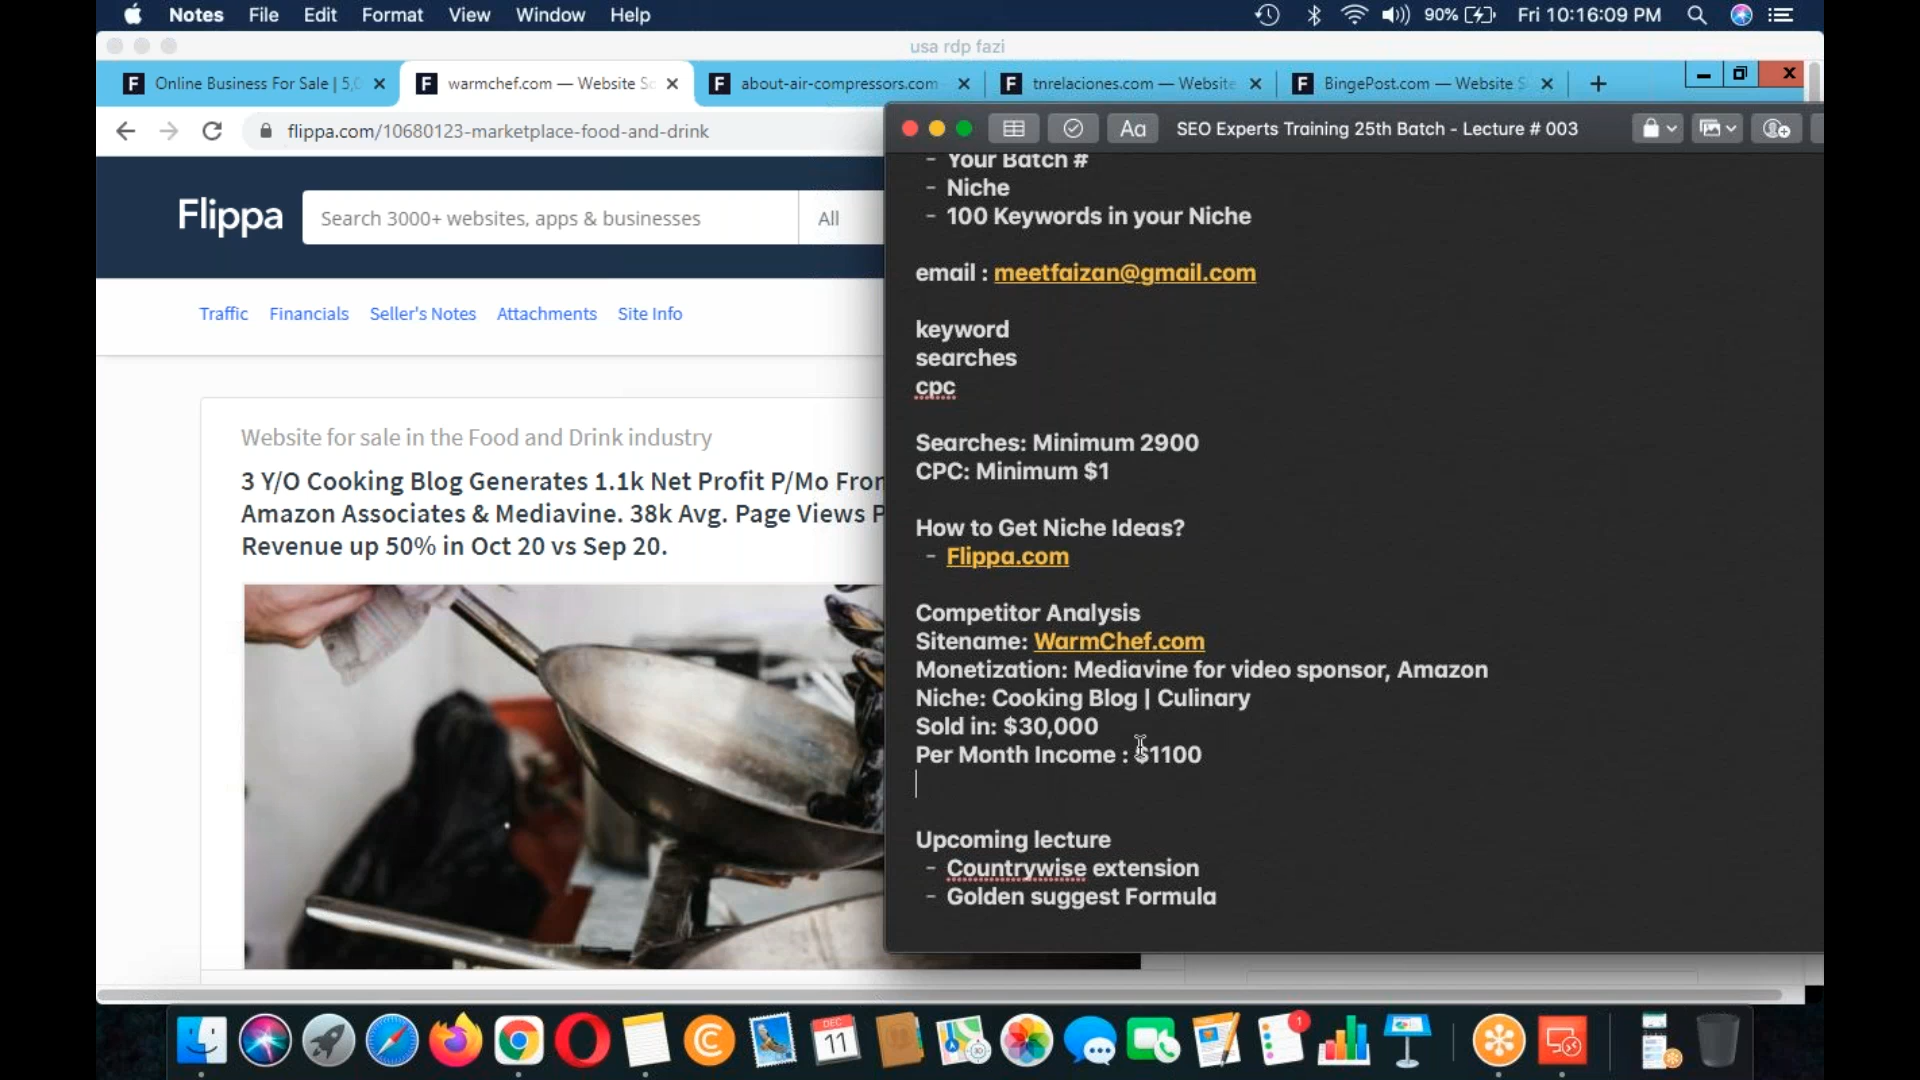 Notes File Edit Format View Window Help
90% Fri 10:16:09 PM
usa rdp fazi
Online Business For Sale | 5,0
warmchef.com — Website So
about-air-compressors.com
tnrelaciones.com — Website
BingePost.com — Website S
flippa.com/10680123-marketplace-food-and-drink
Aa SEO Experts Training 25th Batch - Lecture # 003
Flippa
Search 3000+ websites, apps & businesses
All
Traffic Financials Seller's Notes Attachments Site Info
Website for sale in the Food and Drink industry
3 Y/O Cooking Blog Generates 1.1k Net Profit P/Mo From
Amazon Associates & Mediavine. 38k Avg. Page Views P
Revenue up 50% in Oct 20 vs Sep 20.
- Your Batch #
- Niche
- 100 Keywords in your Niche
email : meetfaizan@gmail.com
keyword
searches
cpc
Searches: Minimum 2900
CPC: Minimum $1
How to Get Niche Ideas?
- Flippa.com
Competitor Analysis
Sitename: WarmChef.com
Monetization: Mediavine for video sponsor, Amazon
Niche: Cooking Blog | Culinary
Sold in: $30,000
Per Month Income : $1100
Upcoming lecture
- Countrywise extension
- Golden suggest Formula
DEC
11
1